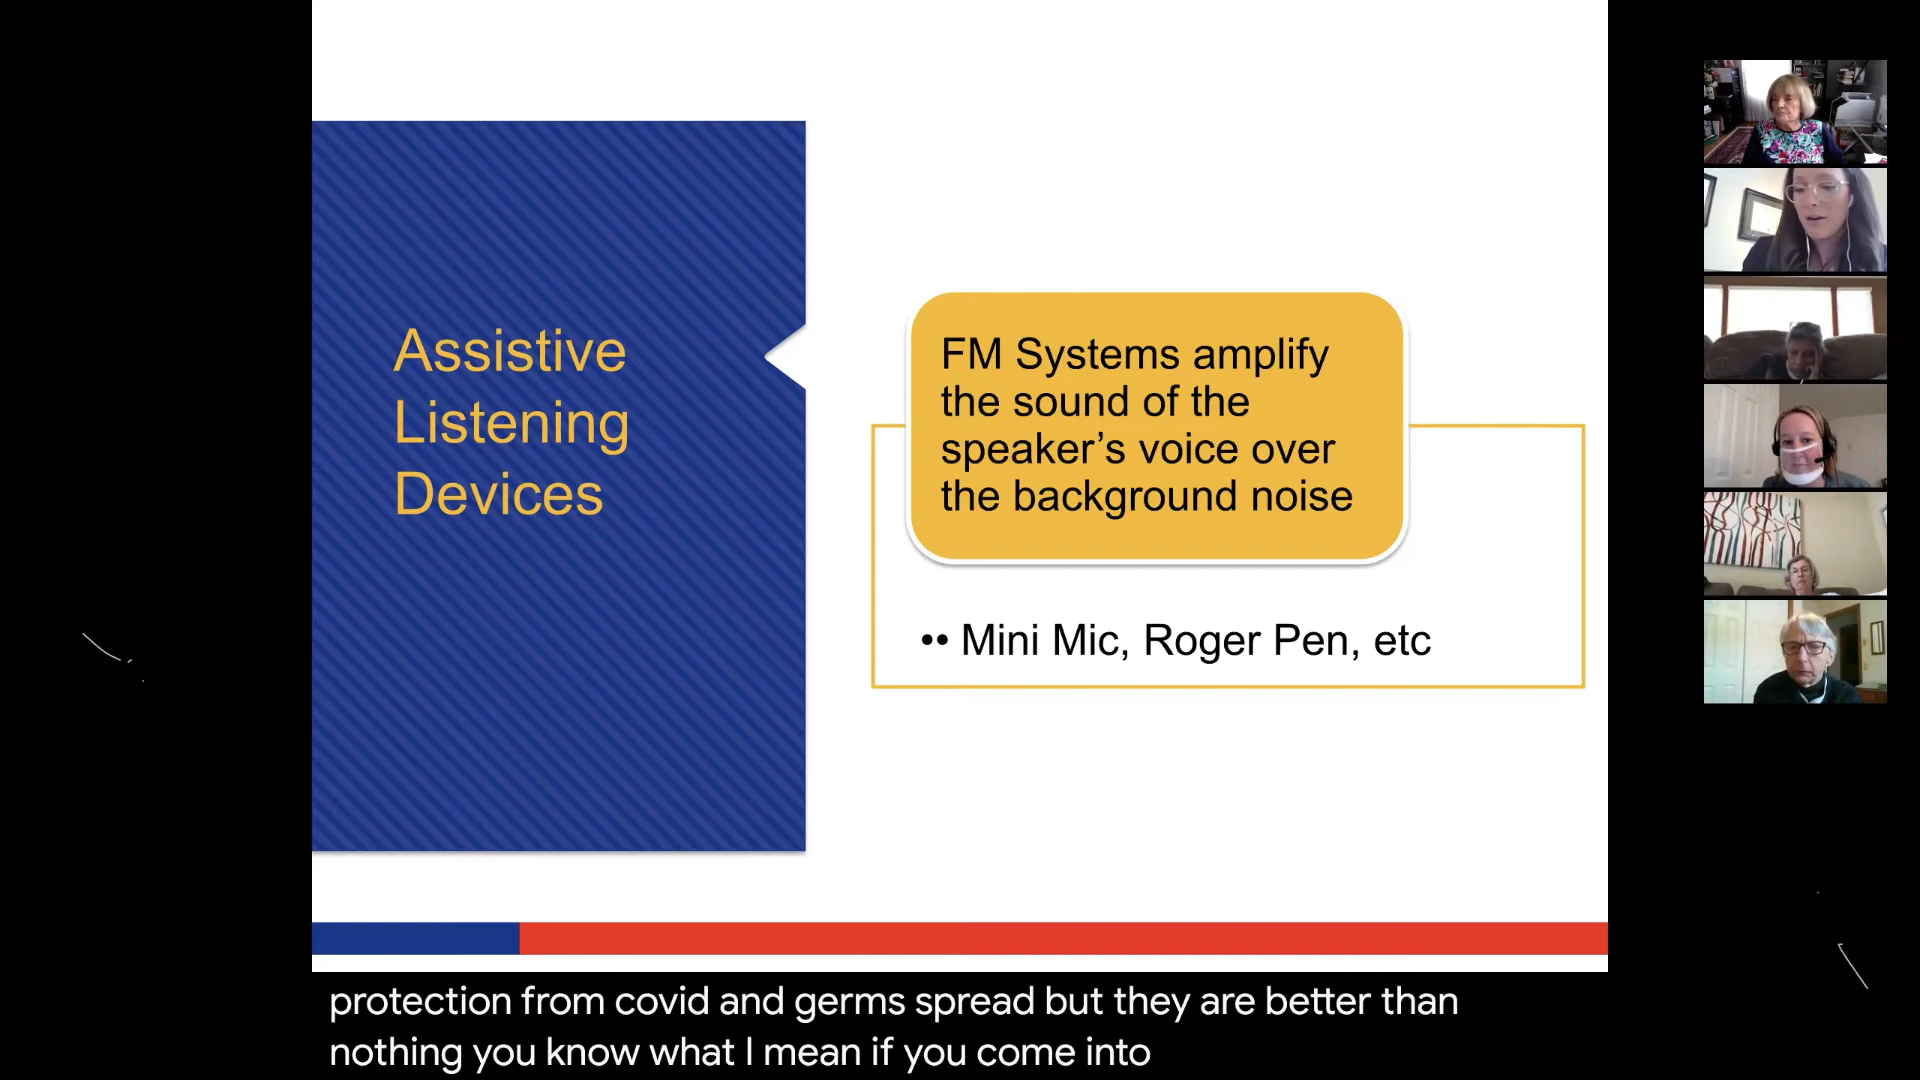 Assistive
Listening
Devices
FM Systems amplify
the sound of the
speaker’s voice over
the background noise
•• Mini Mic, Roger Pen, etc
protection from covid and germs spread but they are better than
nothing you know what I mean if you come into